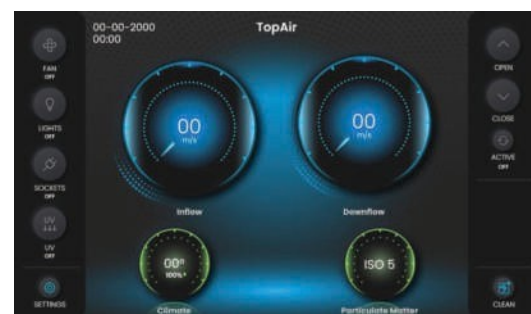 00-00-2000
00:00
TopAir
FAN
OFF
LIGHTS
OFF
SOCKETS
OFF
UV
UV
OFF
SETTINGS
00
m/s
Inflow
00
m/s
Downflow
100%
Climate
ISO 5
Particulate Matter
OPEN
CLOSE
ACTIVE
OFF
CLEAN